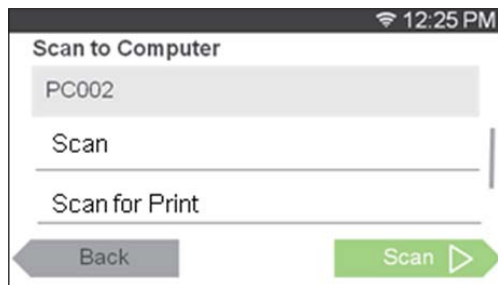 12:25 PM
Scan to Computer
PC002
Scan
Scan for Print
Back
Scan